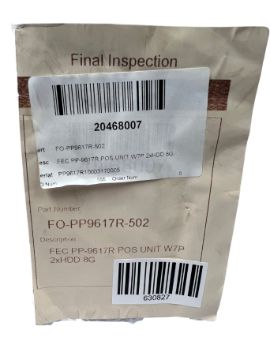 Final Inspection
20468007
FO-PP9617R-502
FEC PP-9617R POS UNIT W7P 2xHDD 8G
Part Number:
FO-PP9617R-502
Description:
FEC PP-9617R POS UNIT W7P
2xHDD 8G
630827